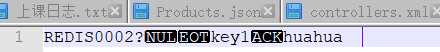 上课日志.txt Products.json controllers.xml
1 REDIS0002?NULEOTkey1ACKhuahua